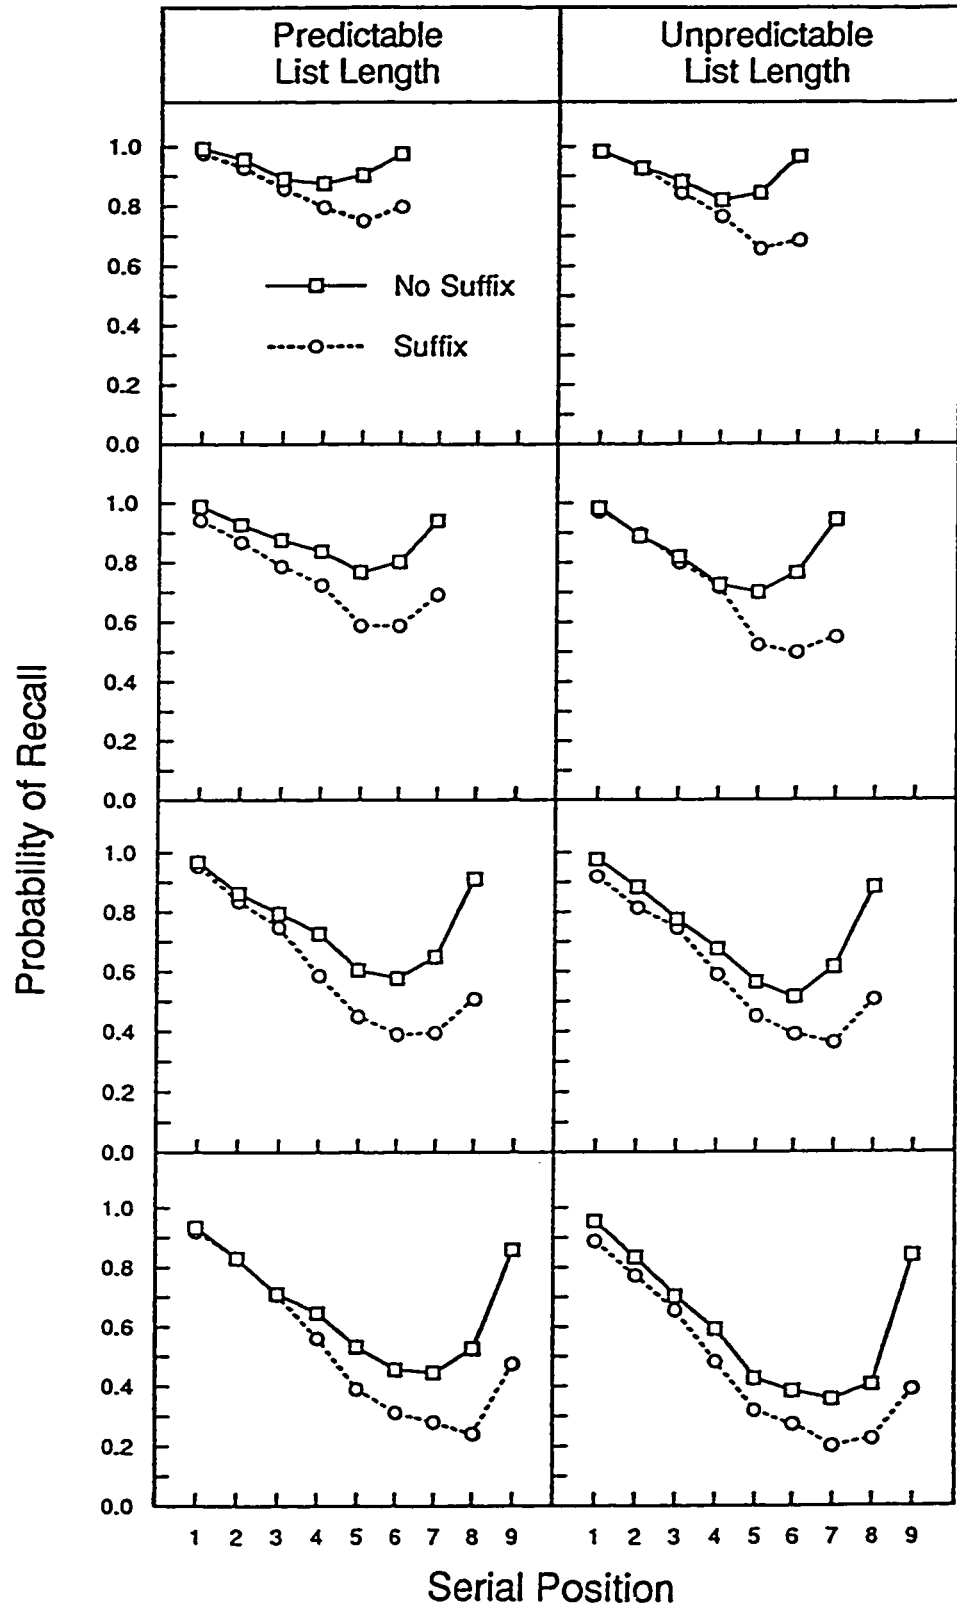 Predictable
List Length
Unpredictable
List Length
1.0
0.8
0.6
0.4
0.2
0.0
No Suffix
Suffix
1.0
0.8
0.6
0.4
0.2
0.0
1.0
0.8
0.6
0.4
0.2
0.0
1.0
0.8
0.6
0.4
0.2
0.0
Probability of Recall
1 2 3 4 5 6 7 8 9
1 2 3 4 5 6 7 8 9
Serial Position